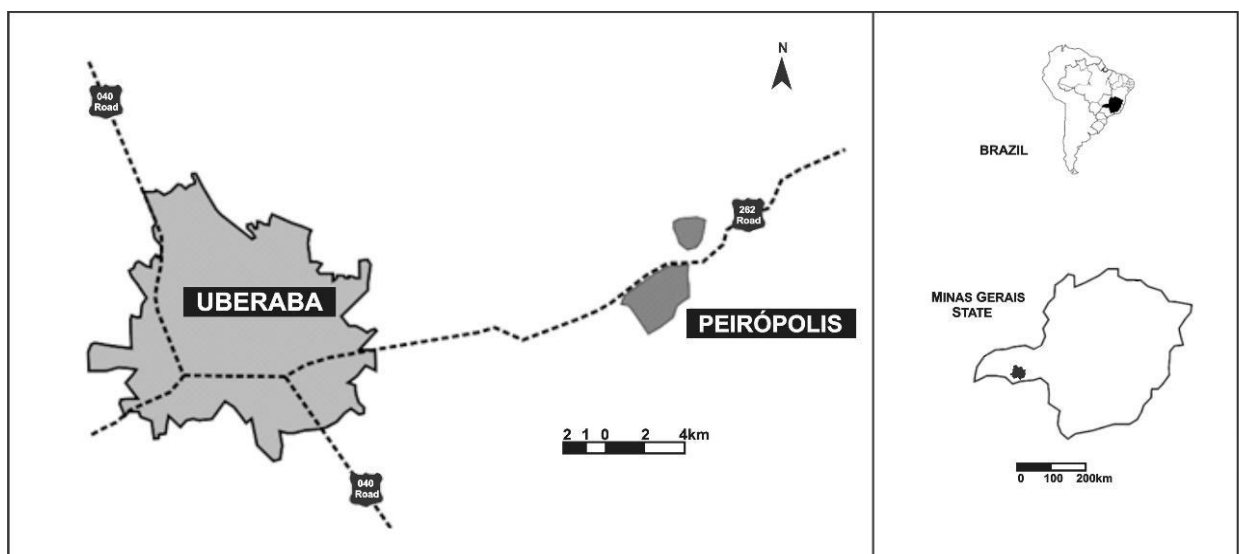 N
040
Road
262
Road
UBERABA
PEIRÓPOLIS
2 1 0 2 4km
040
Road
BRAZIL
MINAS GERAIS
STATE
0 100 200km